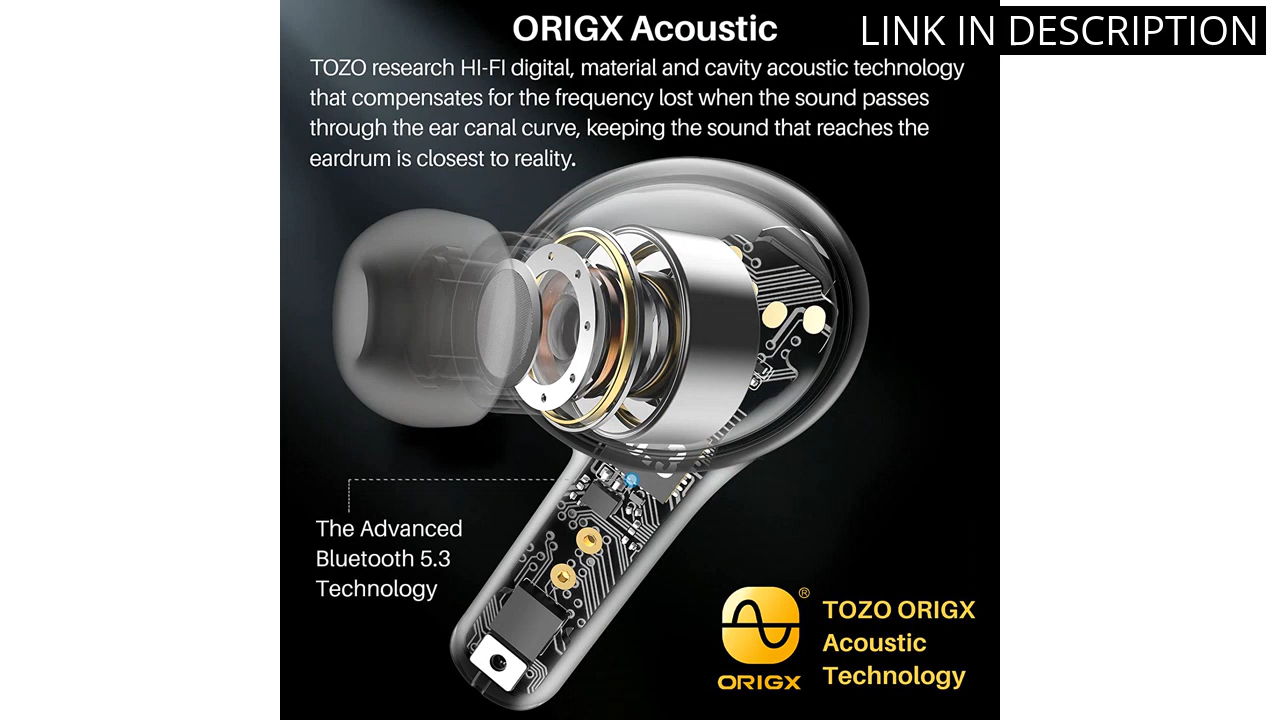 ORIGX Acoustic
LINK IN DESCRIPTION
TOZO research HI-FI digital, material and cavity acoustic technology
that compensates for the frequency lost when the sound passes
through the ear canal curve, keeping the sound that reaches the
eardrum is closest to reality.
The Advanced
Bluetooth 5.3
Technology
®
ORIGX
TOZO ORIGX
Acoustic
Technology